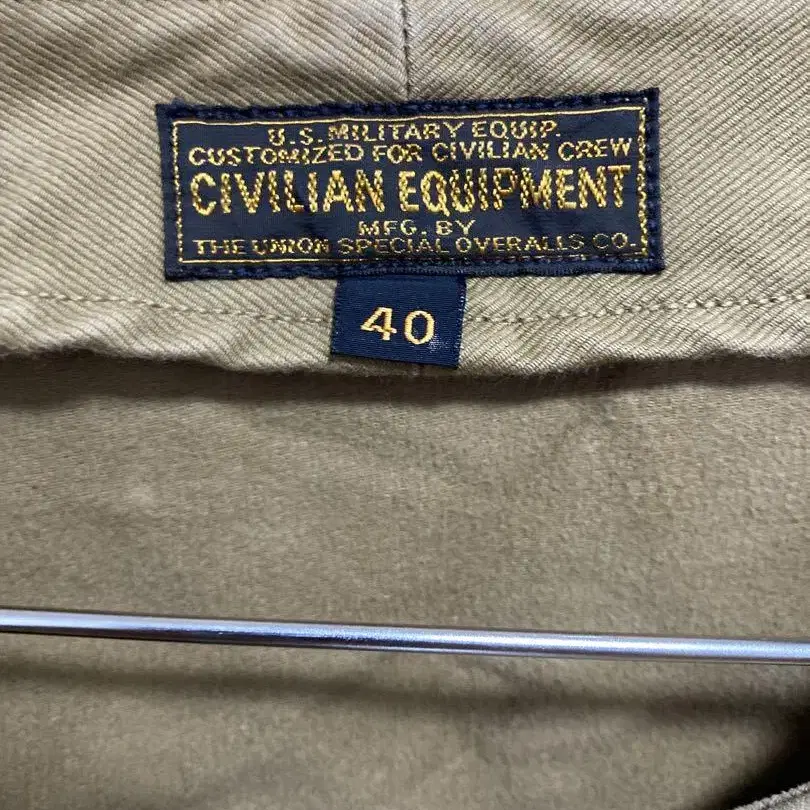 U.S. MILITARY EQUIP.
CUSTOMIZED FOR CIVILIAN CREW
CIVILIAN EQUIPMENT
MFG. BY
THE UNION SPECIAL OVERALLS CO.
40